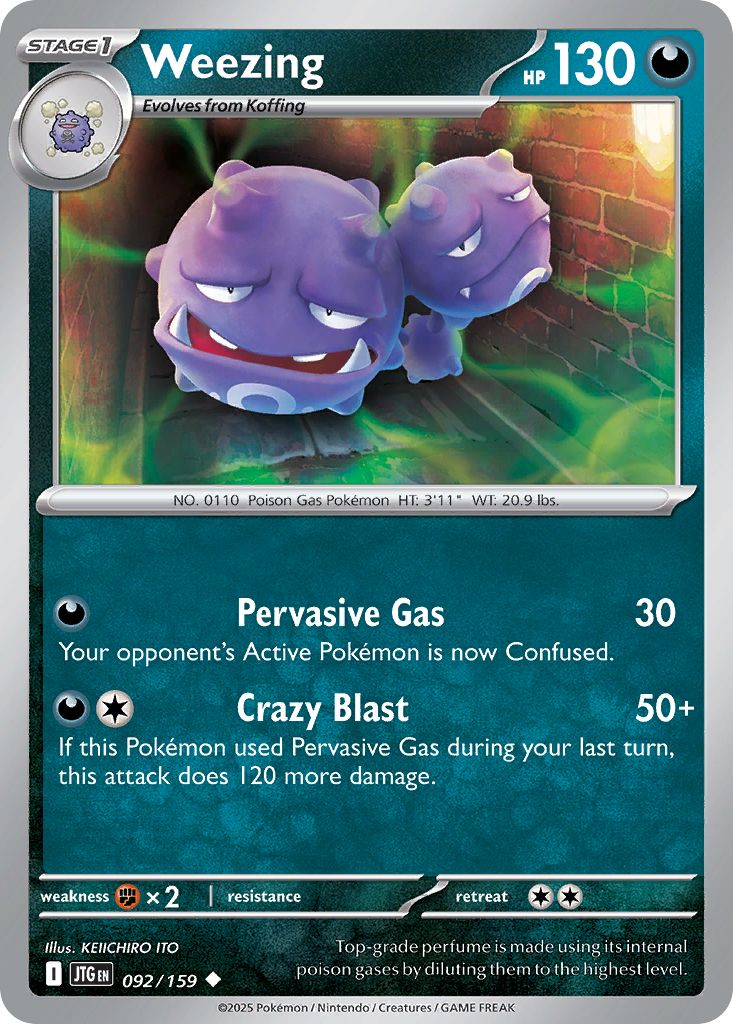 STAGE1
Weezing
HP 130
Evolves from Koffing
NO. 0110 Poison Gas Pokémon HT: 3'11" WT: 20.9 lbs.
Pervasive Gas 30
Your opponent's Active Pokémon is now Confused.
Crazy Blast 50+
If this Pokémon used Pervasive Gas during your last turn,
this attack does 120 more damage.
weakness ×2 resistance retreat
Illus. KEIICHIRO ITO
Top-grade perfume is made using its internal
poison gases by diluting them to the highest level.
I JTG EN 092/159
©2025 Pokémon / Nintendo / Creatures / GAME FREAK